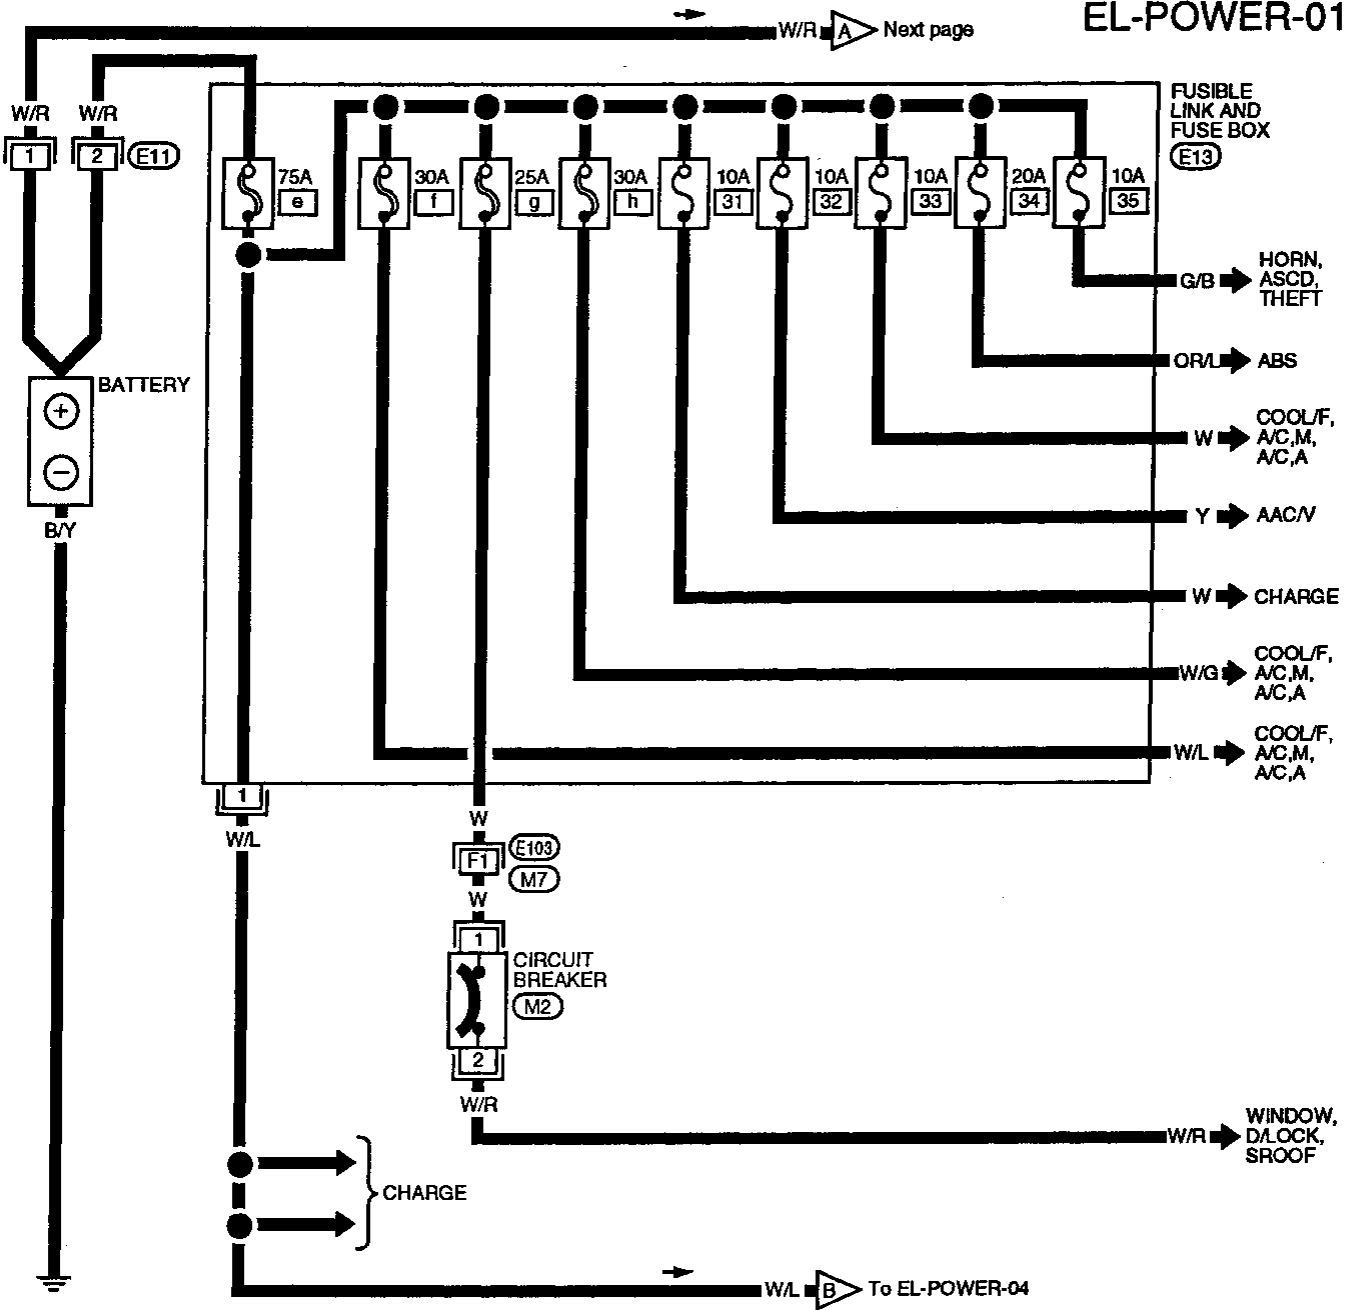 EL-POWER-01
W/R A Next page
W/R W/R
1 2 E11
FUSIBLE
LINK AND
FUSE BOX
E13
75A 30A 25A 30A 10A 10A 10A 20A 10A
e f g h 31 32 33 34 35
G/B HORN,
ASCD,
THEFT
OR/L ABS
BATTERY
+
−
B/Y
W COOL/F,
A/C,M,
A/C,A
Y AAC/V
W CHARGE
W/G COOL/F,
A/C,M,
A/C,A
W/L COOL/F,
A/C,M,
A/C,A
1
W/L
W
F1 E103
M7
W
1
CIRCUIT
BREAKER
M2
2
W/R
W/R WINDOW,
D/LOCK,
SROOF
CHARGE
W/L B To EL-POWER-04